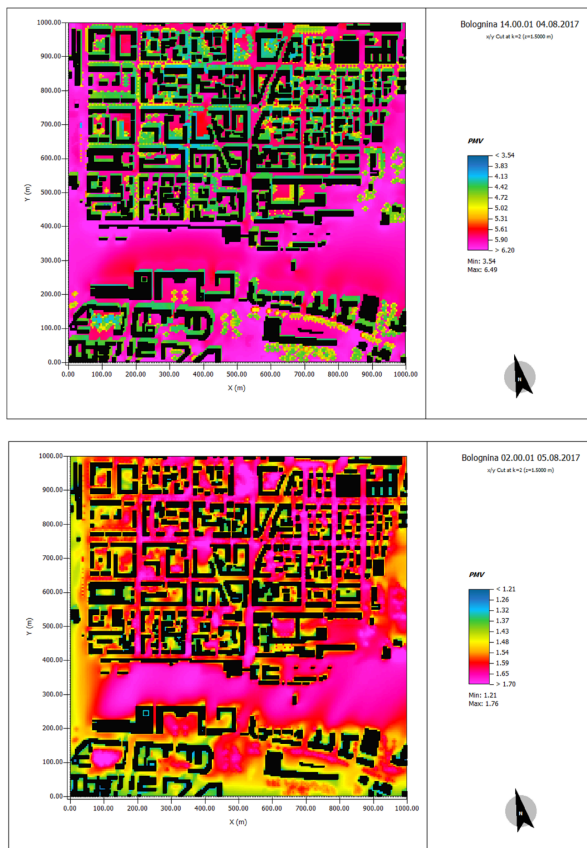 Bolognina 14.00.01 04.08.2017
x/y Cut at k=2 (z=1.5000 m)
1000.00
900.00
800.00
700.00
600.00
500.00
400.00
300.00
200.00
100.00
0.00
Y (m)
0.00 100.00 200.00 300.00 400.00 500.00 600.00 700.00 800.00 900.00 1000.00
X (m)
PMV
< 3.54
3.83
4.13
4.42
4.72
5.02
5.31
5.61
5.90
> 6.20
Min: 3.54
Max: 6.49
N
Bolognina 02.00.01 05.08.2017
x/y Cut at k=2 (z=1.5000 m)
1000.00
900.00
800.00
700.00
600.00
500.00
400.00
300.00
200.00
100.00
0.00
Y (m)
0.00 100.00 200.00 300.00 400.00 500.00 600.00 700.00 800.00 900.00 1000.00
X (m)
PMV
< 1.21
1.26
1.32
1.37
1.43
1.48
1.54
1.59
1.65
> 1.70
Min: 1.21
Max: 1.76
N